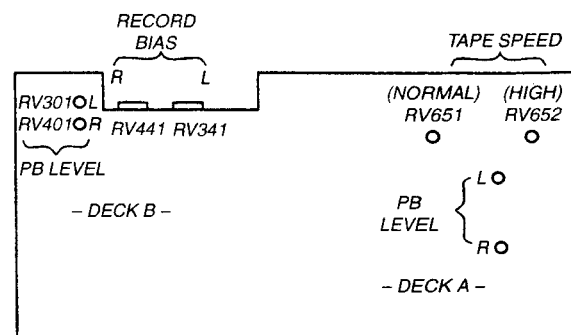 RECORD
BIAS
R L
TAPE SPEED
RV301 L
RV401 R
RV441 RV341
PB LEVEL
– DECK B –
(NORMAL) (HIGH)
RV651 RV652
L
PB
LEVEL
R
– DECK A –